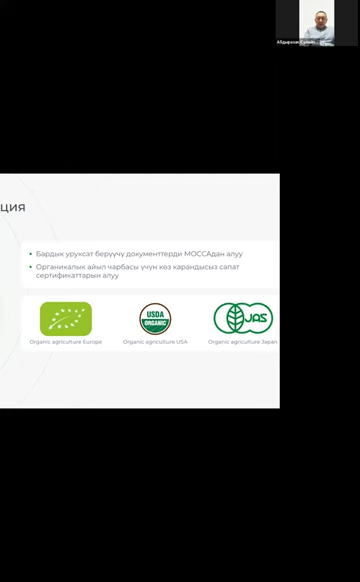 Абдыразак
ция
Бардык уруксат берүүчү документтерди МОССАдан алуу
Органикалык айыл чарбасы үчүн көз карандысыз сапат
сертификаттарын алуу
USDA
ORGANIC
JAS
Organic agriculture Europe
Organic agriculture USA
Organic agriculture Japan